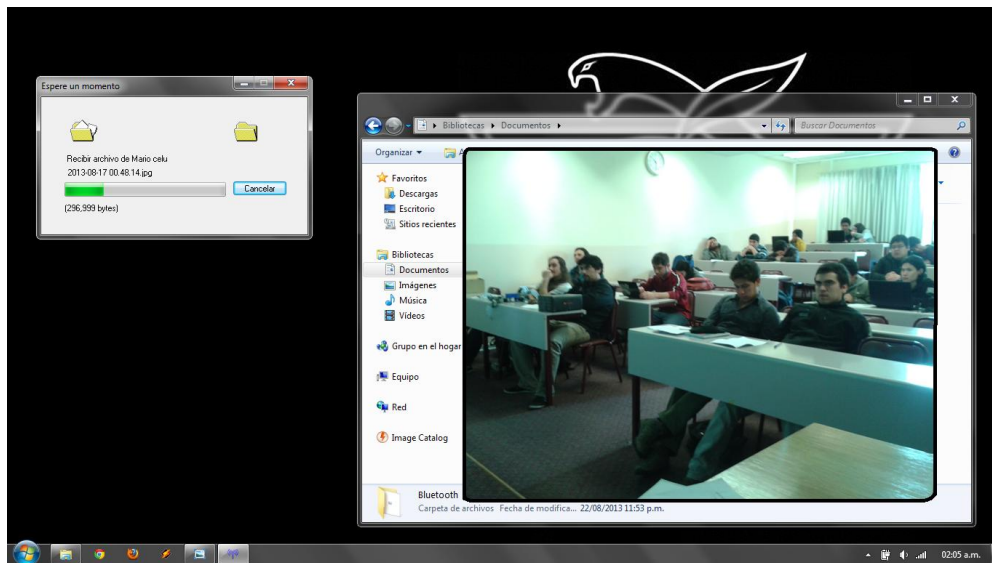 Espere un momento
Recibir archivo de Mario celu
2013-08-17 00.48.14.jpg
Cancelar
(296,999 bytes)
Bibliotecas ▸ Documentos ▸
Buscar Documentos
Organizar
Favoritos
Descargas
Escritorio
Sitios recientes
Bibliotecas
Documentos
Imágenes
Música
Vídeos
Grupo en el hogar
Equipo
Red
Image Catalog
Bluetooth
Carpeta de archivos Fecha de modifica... 22/08/2013 11:53 p.m.
02:05 a.m.